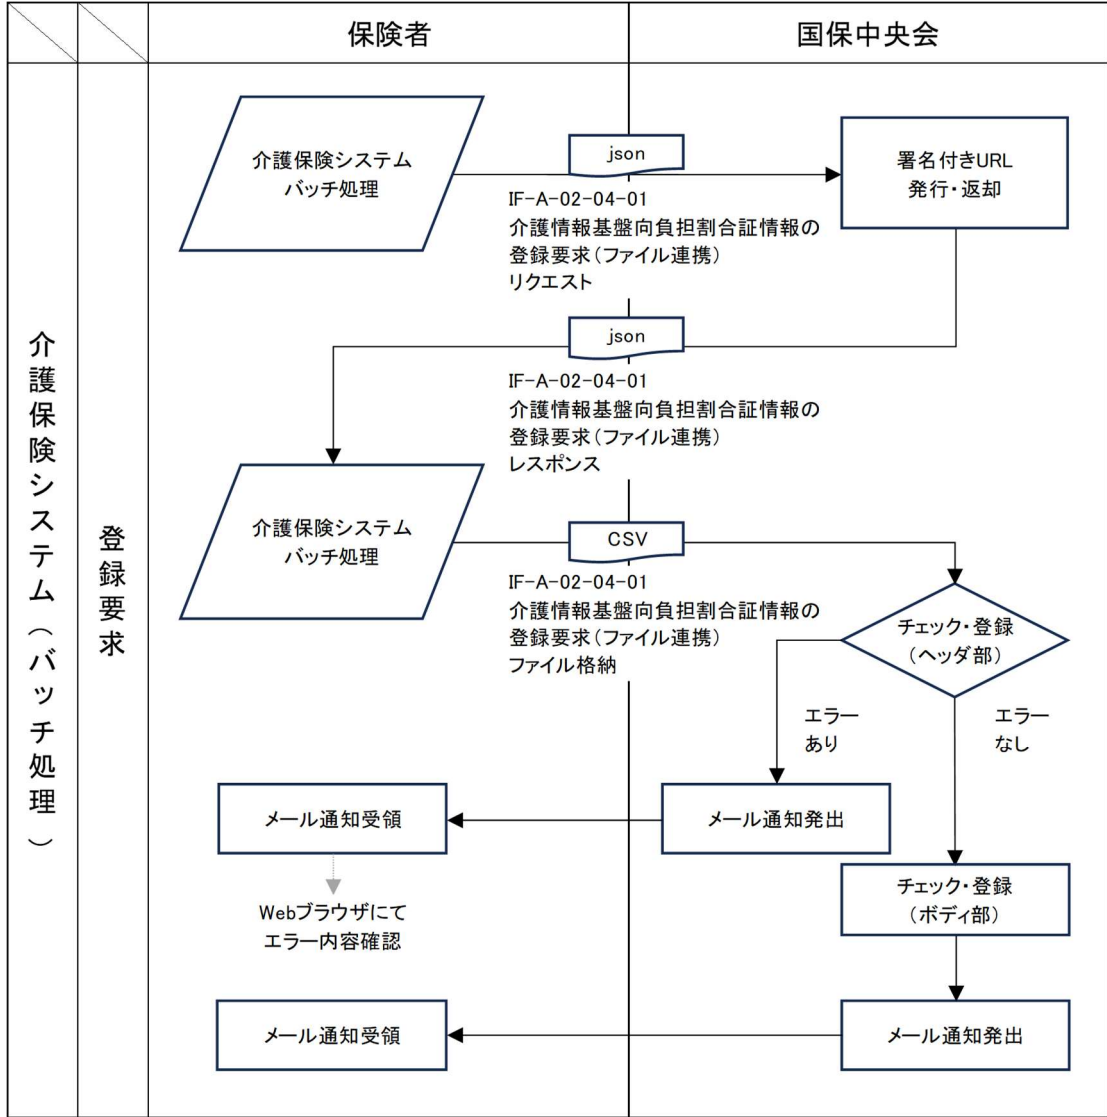 保険者
国保中央会
介護保険システム（バッチ処理）
登録要求
介護保険システム
バッチ処理
json
署名付きURL
発行・返却
IF-A-02-04-01
介護情報基盤向負担割合証情報の
登録要求（ファイル連携）
リクエスト
json
IF-A-02-04-01
介護情報基盤向負担割合証情報の
登録要求（ファイル連携）
レスポンス
介護保険システム
バッチ処理
CSV
IF-A-02-04-01
介護情報基盤向負担割合証情報の
登録要求（ファイル連携）
ファイル格納
チェック・登録
（ヘッダ部）
エラー
あり
エラー
なし
メール通知受領
メール通知発出
Webブラウザにて
エラー内容確認
チェック・登録
（ボディ部）
メール通知受領
メール通知発出